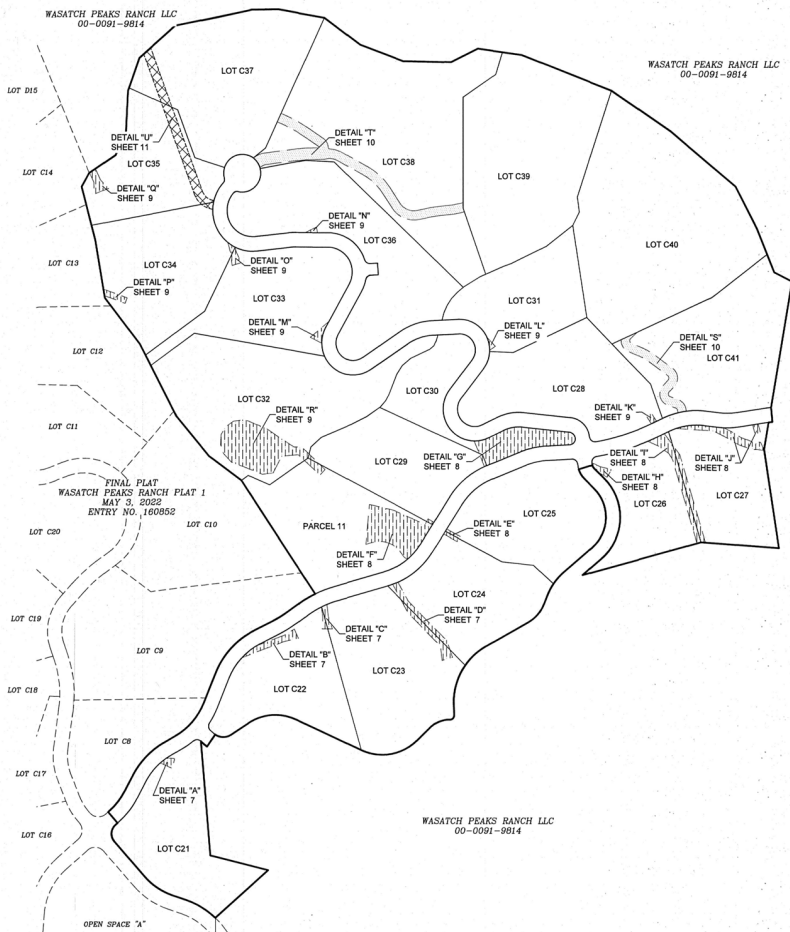 WASATCH PEAKS RANCH LLC
00-0091-9814
WASATCH PEAKS RANCH LLC
00-0091-9814
LOT D15
LOT C37
DETAIL "U"
SHEET 11
DETAIL "T"
SHEET 10
LOT C35
LOT C38
LOT C14
LOT C39
DETAIL "Q"
SHEET 9
DETAIL "N"
SHEET 9
LOT C36
LOT C40
LOT C13
LOT C34
DETAIL "O"
SHEET 9
DETAIL "P"
SHEET 9
LOT C33
LOT C31
DETAIL "M"
SHEET 9
DETAIL "L"
SHEET 9
DETAIL "S"
SHEET 10
LOT C41
LOT C12
LOT C30
LOT C28
LOT C32
DETAIL "R"
SHEET 9
DETAIL "K"
SHEET 9
LOT C11
LOT C29
DETAIL "G"
SHEET 8
DETAIL "I"
SHEET 8
DETAIL "J"
SHEET 8
DETAIL "H"
SHEET 8
FINAL PLAT
WASATCH PEAKS RANCH PLAT 1
MAY 3, 2022
ENTRY NO. 160852
LOT C27
LOT C26
LOT C25
LOT C20
LOT C10
PARCEL 11
DETAIL "E"
SHEET 8
DETAIL "F"
SHEET 8
LOT C24
DETAIL "D"
SHEET 7
LOT C19
DETAIL "C"
SHEET 7
LOT C9
DETAIL "B"
SHEET 7
LOT C23
LOT C18
LOT C22
LOT C8
LOT C17
DETAIL "A"
SHEET 7
WASATCH PEAKS RANCH LLC
00-0091-9814
LOT C16
LOT C21
OPEN SPACE "A"